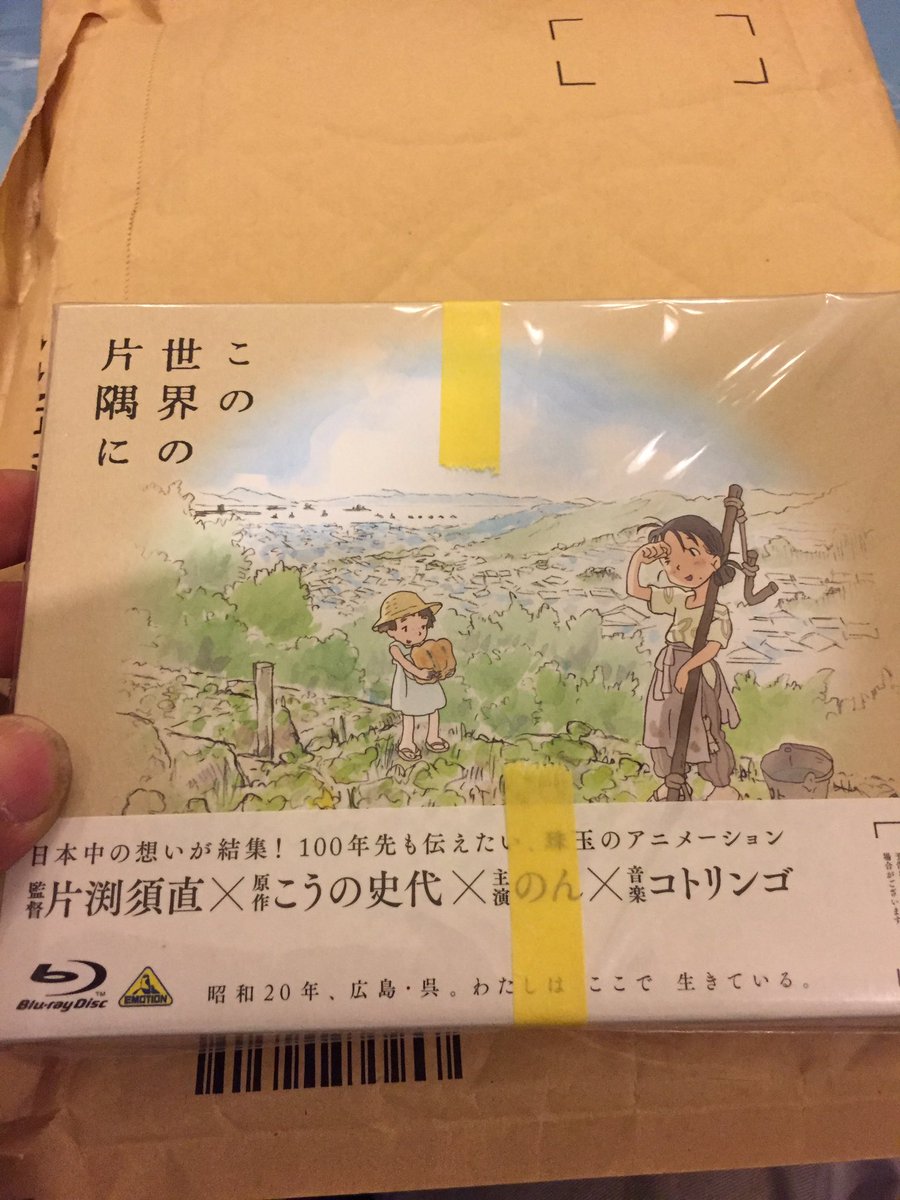 この
世界の
片隅に
日本中の想いが結集! 100年先も伝えたい、珠玉のアニメーション
監督 片渕須直×原作 こうの史代×主演 のん×音楽 コトリンゴ
Blu-ray Disc™
EMOTION
昭和20年、広島・呉。わたしは ここで 生きている。